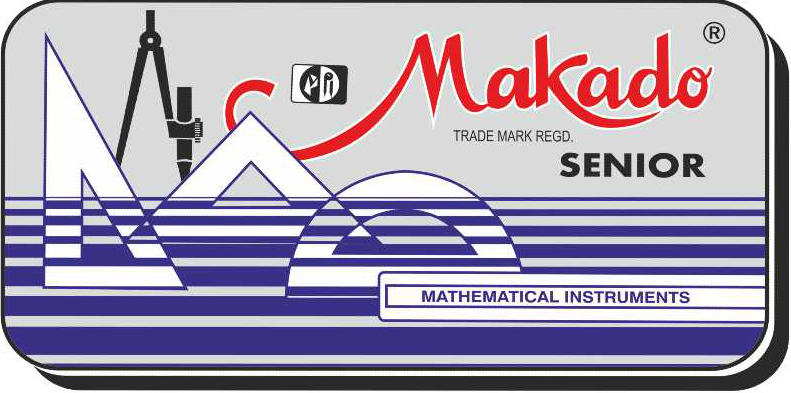 ®
Makado
TRADE MARK REGD.
SENIOR
MATHEMATICAL INSTRUMENTS